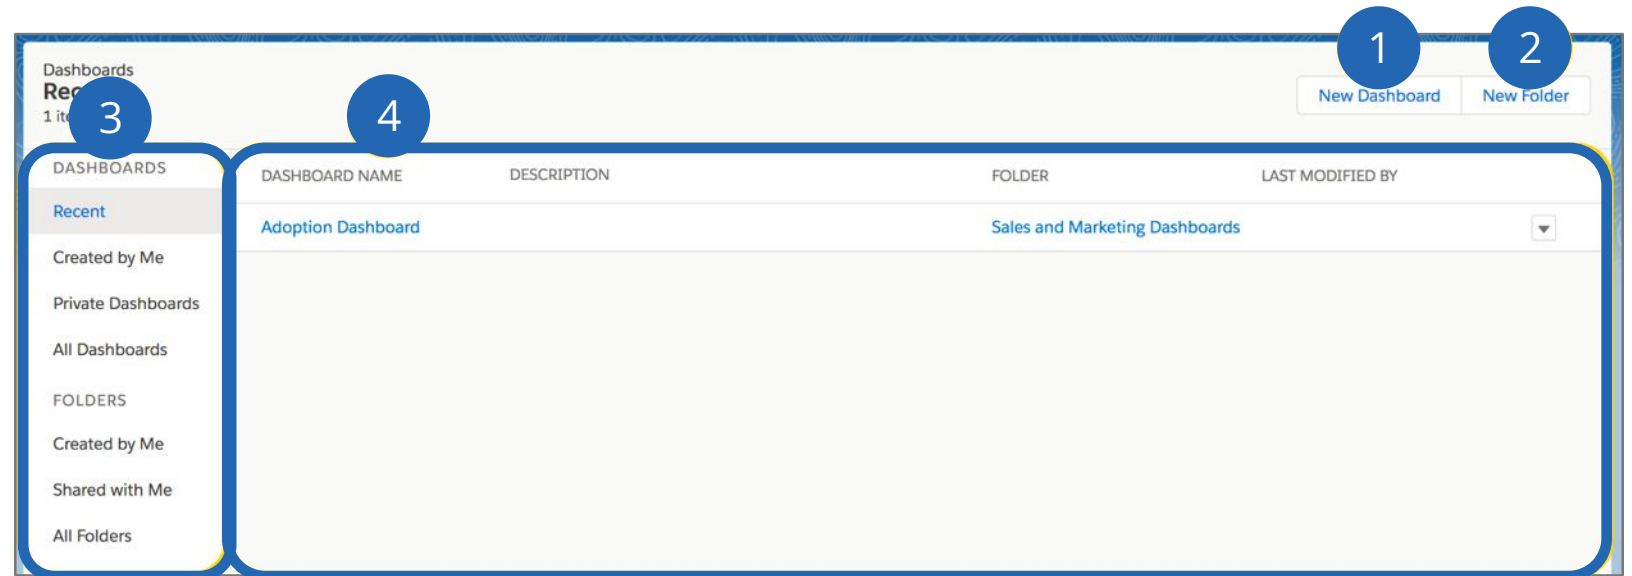 1
2
Dashboards
3
4
New Dashboard
New Folder
DASHBOARDS
Recent
Created by Me
Private Dashboards
All Dashboards
FOLDERS
Created by Me
Shared with Me
All Folders
DASHBOARD NAME DESCRIPTION FOLDER LAST MODIFIED BY
Adoption Dashboard Sales and Marketing Dashboards